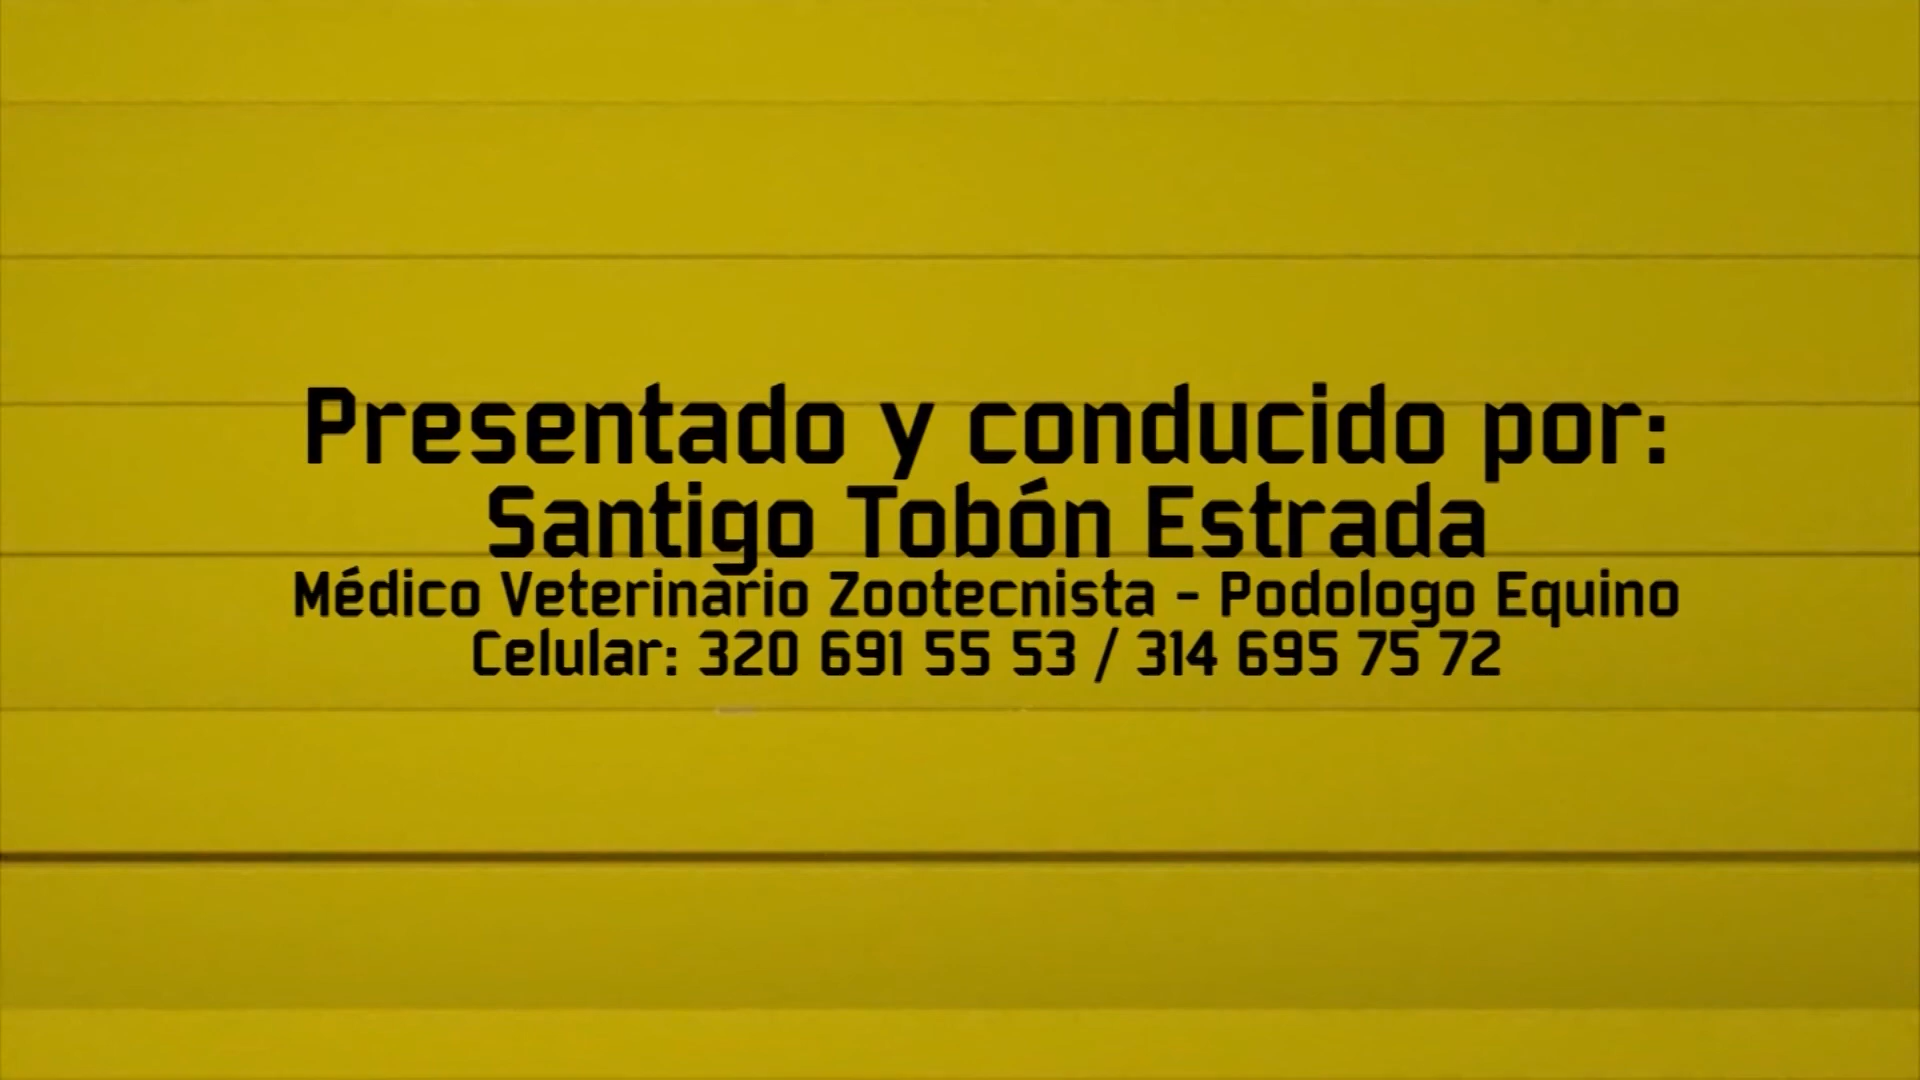 Presentado y conducido por:
Santigo Tobón Estrada
Médico Veterinario Zootecnista - Podologo Equino
Celular: 320 691 55 53 / 314 695 75 72